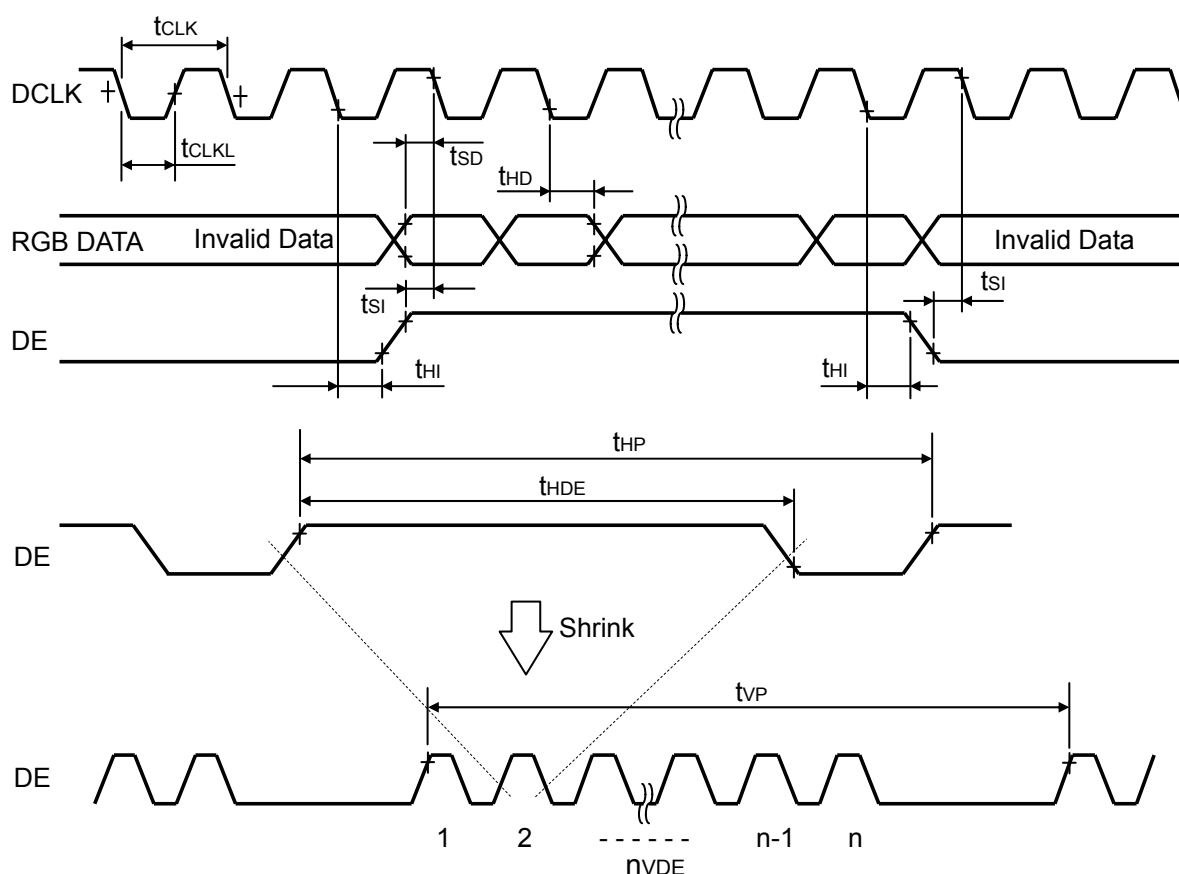 tCLK
DCLK
tCLKL
tSD
tHD
RGB DATA
Invalid Data
Invalid Data
tSI
tSI
DE
tHI
tHI
tHP
tHDE
DE
Shrink
tVP
DE
1 2 n-1 n
nVDE